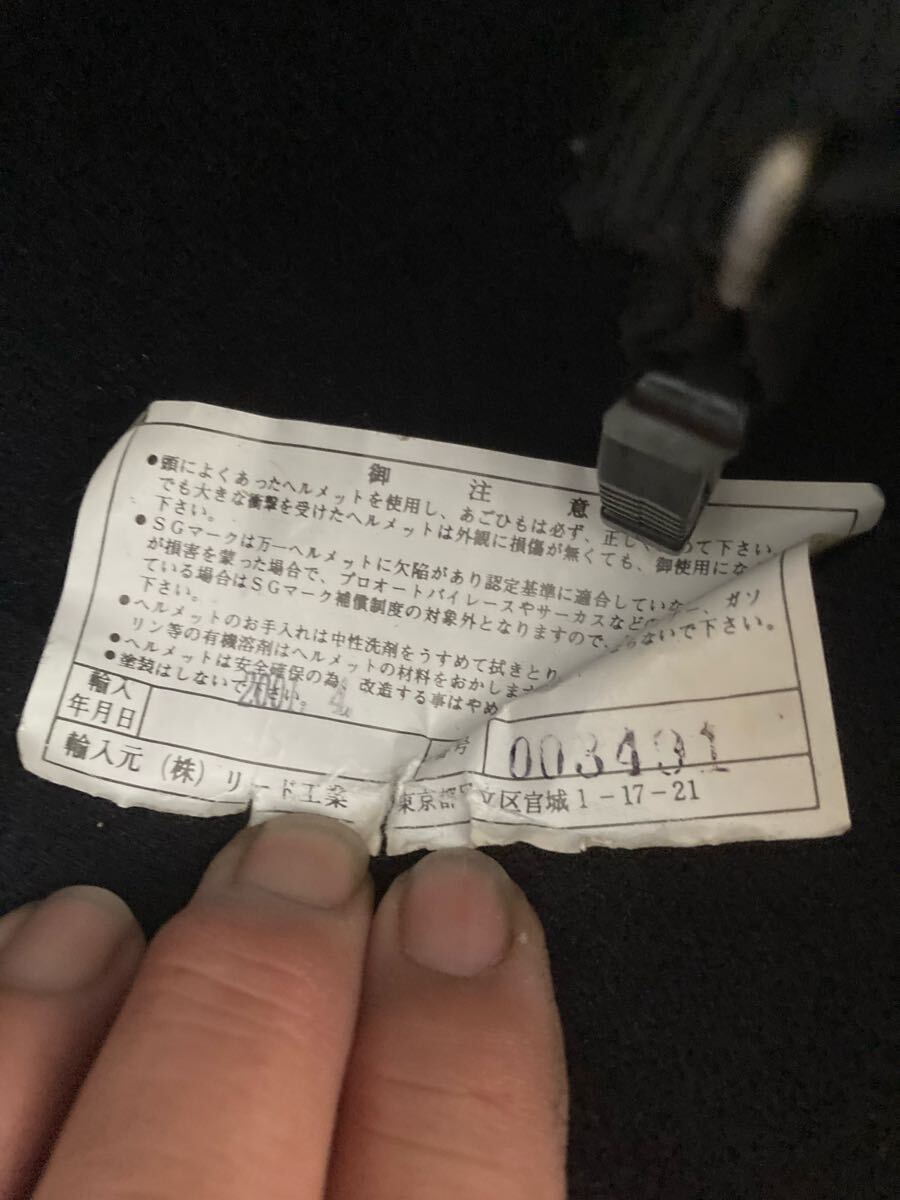 御注意
●頭によくあったヘルメットを使用し、あごひもは必ず、正し て下さい。
でも大きな衝撃を受けたヘルメットは外観に損傷が無くても、御使用にな
下さい。
●SGマークは万一ヘルメットに欠陥があり認定基準に適合していな
が損害を蒙った場合で、プロオートバイレースやサーカスなど
ている場合はSGマーク補償制度の対象外となりますので、
下さい。
●ヘルメットのお手入れは中性洗剤をうすめて拭きとり、ガソ
リン等の有機溶剤はヘルメットの材料をおかします らないで下さい。
●ヘルメットは安全確保の為、改造する事はやめ
●塗装はしないで下さい。
輸入
年月日
2001. 4
号
003431
輸入元 (株) リード工業
東京都 立区宮城1-17-21